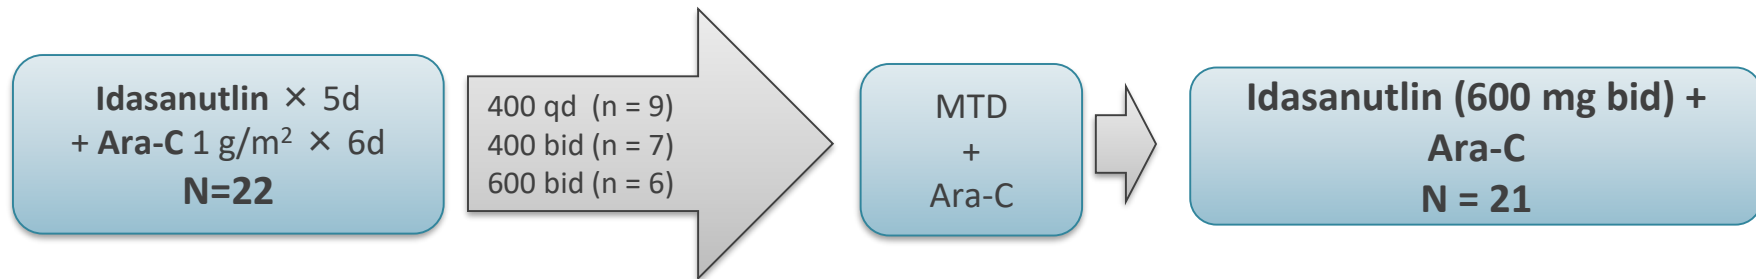 Idasanutlin × 5d
+ Ara-C 1 g/m² × 6d
N=22
400 qd (n = 9)
400 bid (n = 7)
600 bid (n = 6)
MTD
+
Ara-C
Idasanutlin (600 mg bid) +
Ara-C
N = 21